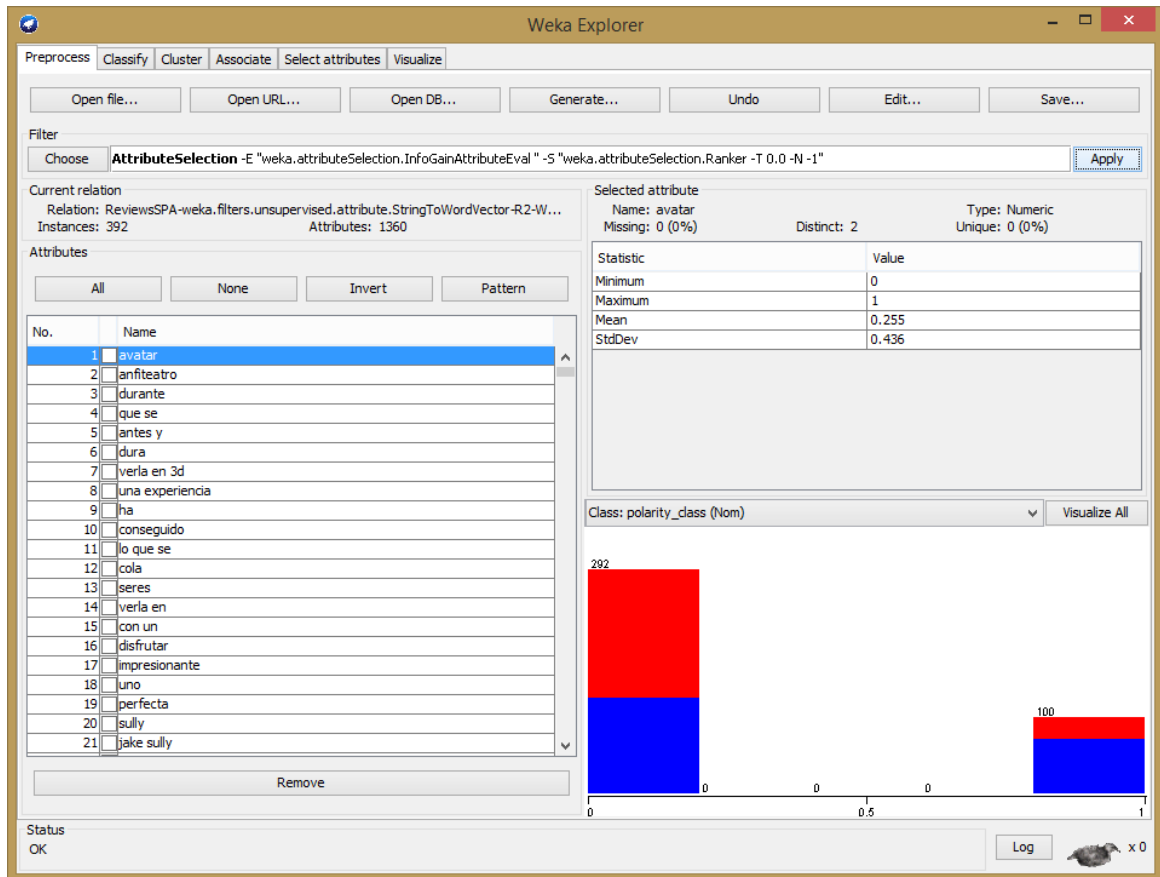 Weka Explorer
Preprocess Classify Cluster Associate Select attributes Visualize
Open file... Open URL... Open DB... Generate... Undo Edit... Save...
Filter
Choose AttributeSelection -E "weka.attributeSelection.InfoGainAttributeEval " -S "weka.attributeSelection.Ranker -T 0.0 -N -1" Apply
Current relation
Relation: ReviewsSPA-weka.filters.unsupervised.attribute.StringToWordVector-R2-W...
Instances: 392 Attributes: 1360
Attributes
All None Invert Pattern
No. Name
1 avatar
2 anfiteatro
3 durante
4 que se
5 antes y
6 dura
7 verla en 3d
8 una experiencia
9 ha
10 conseguido
11 lo que se
12 cola
13 seres
14 verla en
15 con un
16 disfrutar
17 impresionante
18 uno
19 perfecta
20 sully
21 jake sully
Remove
Selected attribute
Name: avatar Type: Numeric
Missing: 0 (0%) Distinct: 2 Unique: 0 (0%)
Statistic Value
Minimum 0
Maximum 1
Mean 0.255
StdDev 0.436
Class: polarity_class (Nom) Visualize All
292
100
0 0 0
0 0.5 1
Status
OK
Log x 0